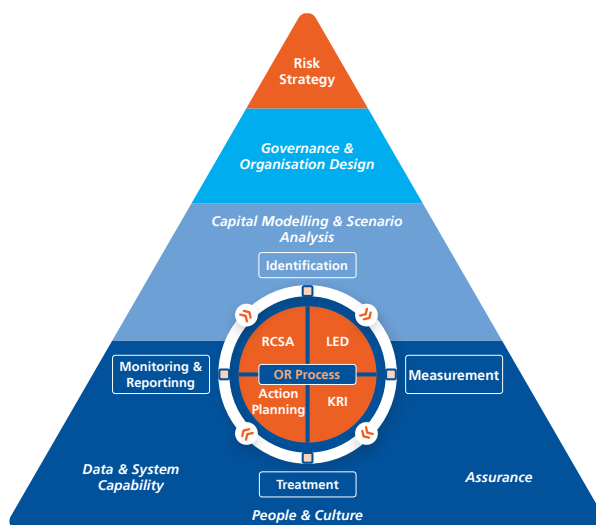 Risk
Strategy
Governance &
Organisation Design
Capital Modelling & Scenario
Analysis
Identification
RCSA
LED
Monitoring &
Reportinng
OR Process
Measurement
Action
Planning
KRI
Data & System
Capability
Treatment
Assurance
People & Culture